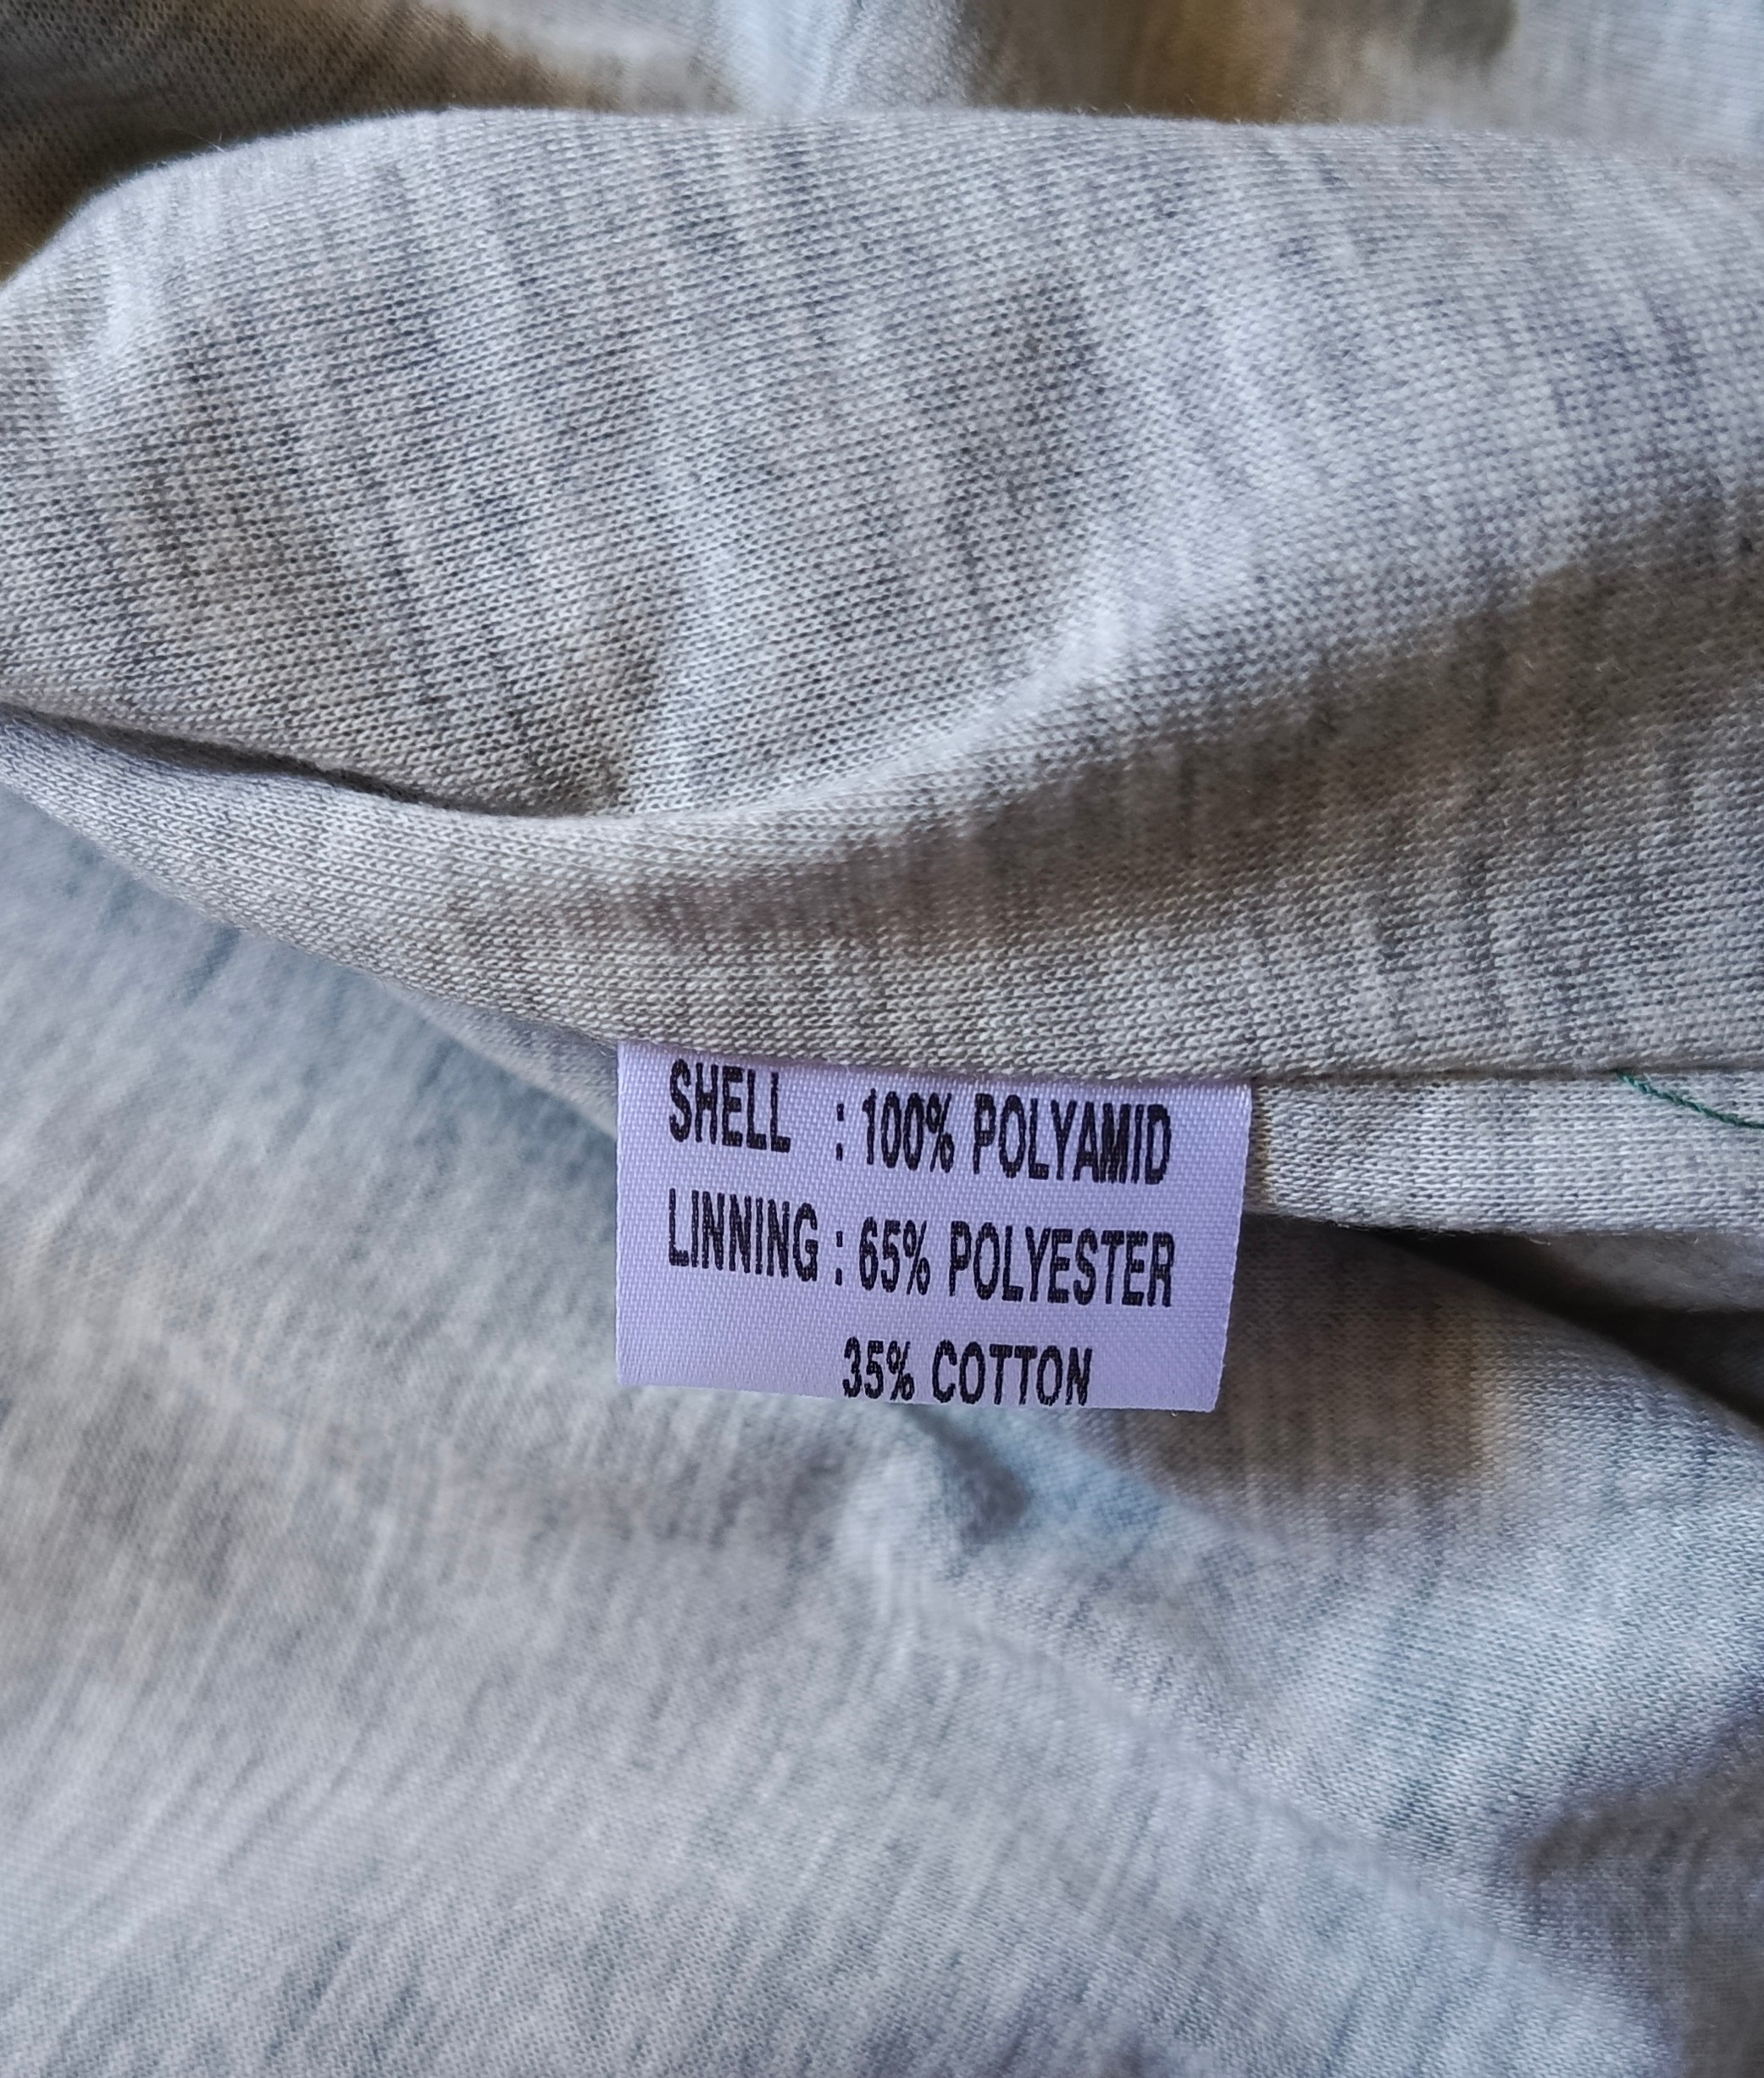 SHELL : 100% POLYAMID
LINNING : 65% POLYESTER
35% COTTON